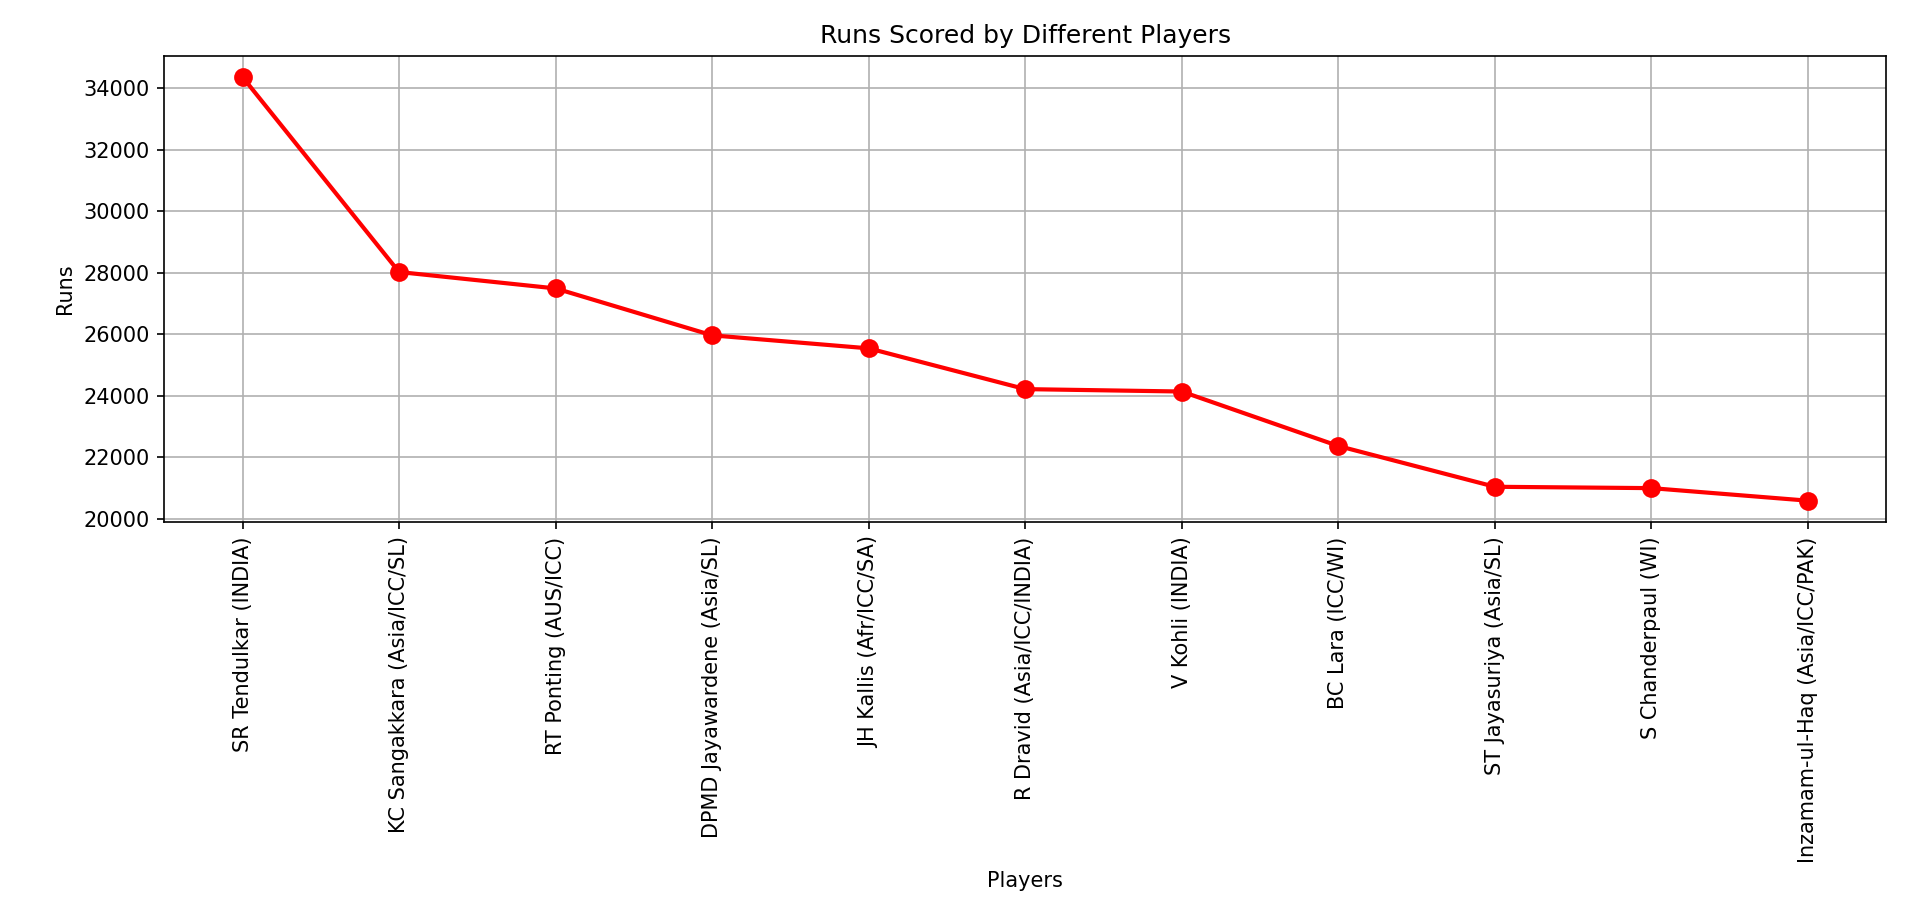 Runs Scored by Different Players
Runs
34000
32000
30000
28000
26000
24000
22000
20000
SR Tendulkar (INDIA)
KC Sangakkara (Asia/ICC/SL)
RT Ponting (AUS/ICC)
DPMD Jayawardene (Asia/SL)
JH Kallis (Afr/ICC/SA)
R Dravid (Asia/ICC/INDIA)
V Kohli (INDIA)
BC Lara (ICC/WI)
ST Jayasuriya (Asia/SL)
S Chanderpaul (WI)
Inzamam-ul-Haq (Asia/ICC/PAK)
Players